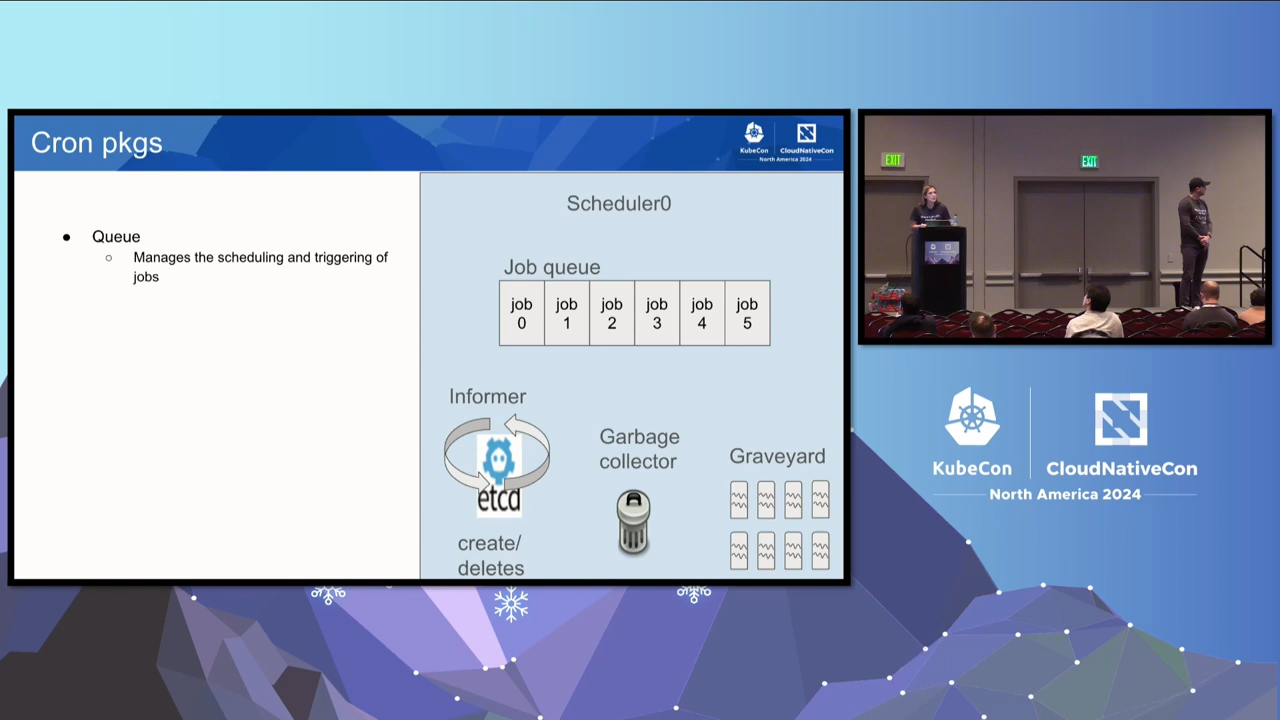 Cron pkgs
KubeCon
CloudNativeCon
North America 2024
Queue
Manages the scheduling and triggering of
jobs
Scheduler0
Job queue
job
0
job
1
job
2
job
3
job
4
job
5
Informer
etcd
create/
deletes
Garbage
collector
Graveyard
EXIT
EXIT
KubeCon
CloudNativeCon
North America 2024